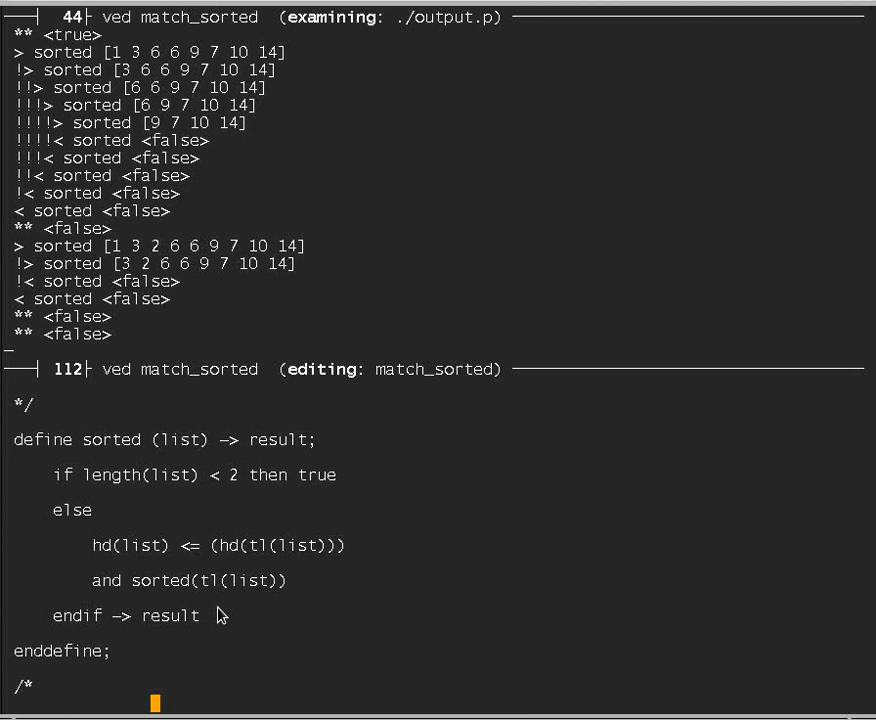 44 ved match_sorted (examining: ./output.p)
** <true>
> sorted [1 3 6 6 9 7 10 14]
!> sorted [3 6 6 9 7 10 14]
!!> sorted [6 6 9 7 10 14]
!!!> sorted [6 9 7 10 14]
!!!!> sorted [9 7 10 14]
!!!!< sorted <false>
!!!< sorted <false>
!!< sorted <false>
!< sorted <false>
< sorted <false>
** <false>
> sorted [1 3 2 6 6 9 7 10 14]
!> sorted [3 2 6 6 9 7 10 14]
!< sorted <false>
< sorted <false>
** <false>
** <false>
112 ved match_sorted (editing: match_sorted)
*/
define sorted (list) -> result;
if length(list) < 2 then true
else
hd(list) <= (hd(tl(list)))
and sorted(tl(list))
endif -> result
enddefine;
/*